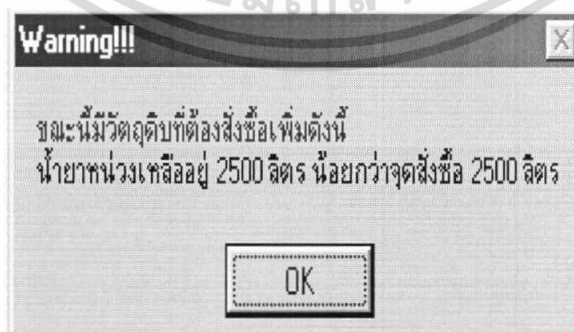 Warning!!!
ขณะนี้มีวัตถุดิบที่ต้องสั่งซื้อเพิ่มดังนี้
น้ำยาหน่วงเหลืออยู่ 2500 ลิตร น้อยกว่าจุดสั่งซื้อ 2500 ลิตร
OK